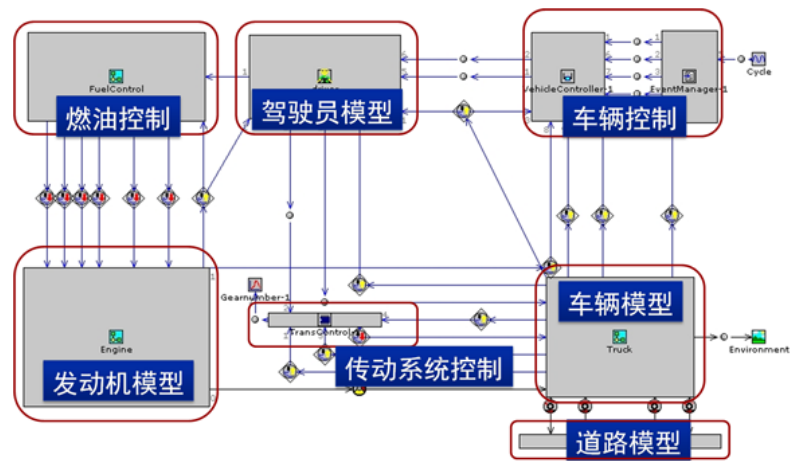 FuelControl
燃油控制
驾驶员模型
VehicleController-1
EventManager-1
Cycle
车辆控制
Gearnumber-1
TransControl
Engine
发动机模型
传动系统控制
车辆模型
Truck
Environment
道路模型